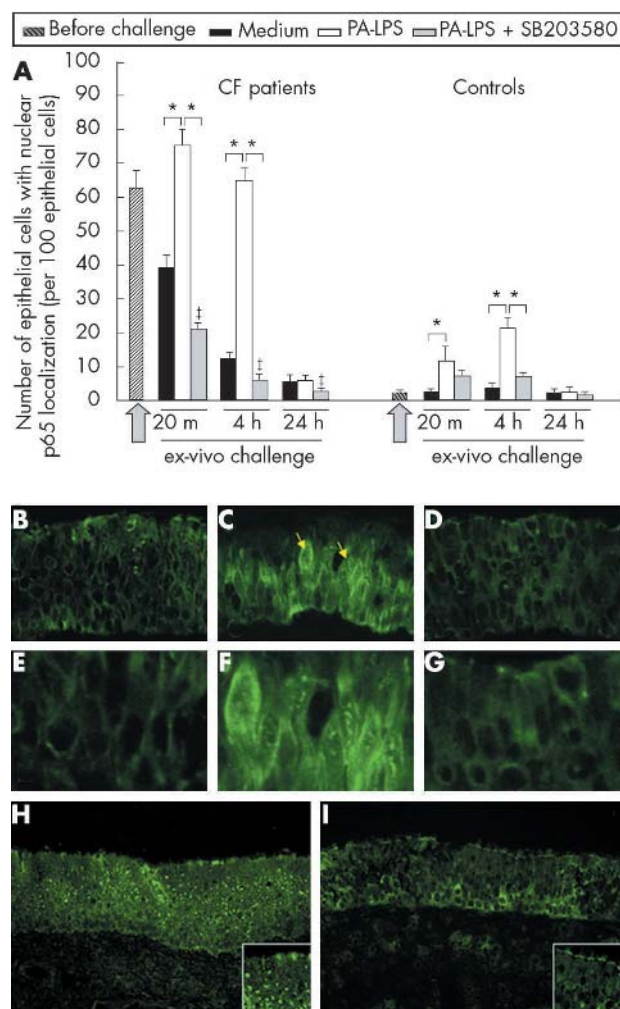 Before challenge Medium PA-LPS PA-LPS + SB203580
A
CF patients
Controls
Number of epithelial cells with nuclear
p65 localization (per 100 epithelial cells)
100
90
80
70
60
50
40
30
20
10
0
* *
* *
‡
‡
‡
*
* *
20 m 4 h 24 h
20 m 4 h 24 h
ex-vivo challenge
ex-vivo challenge
B
C
D
E
F
G
H
I